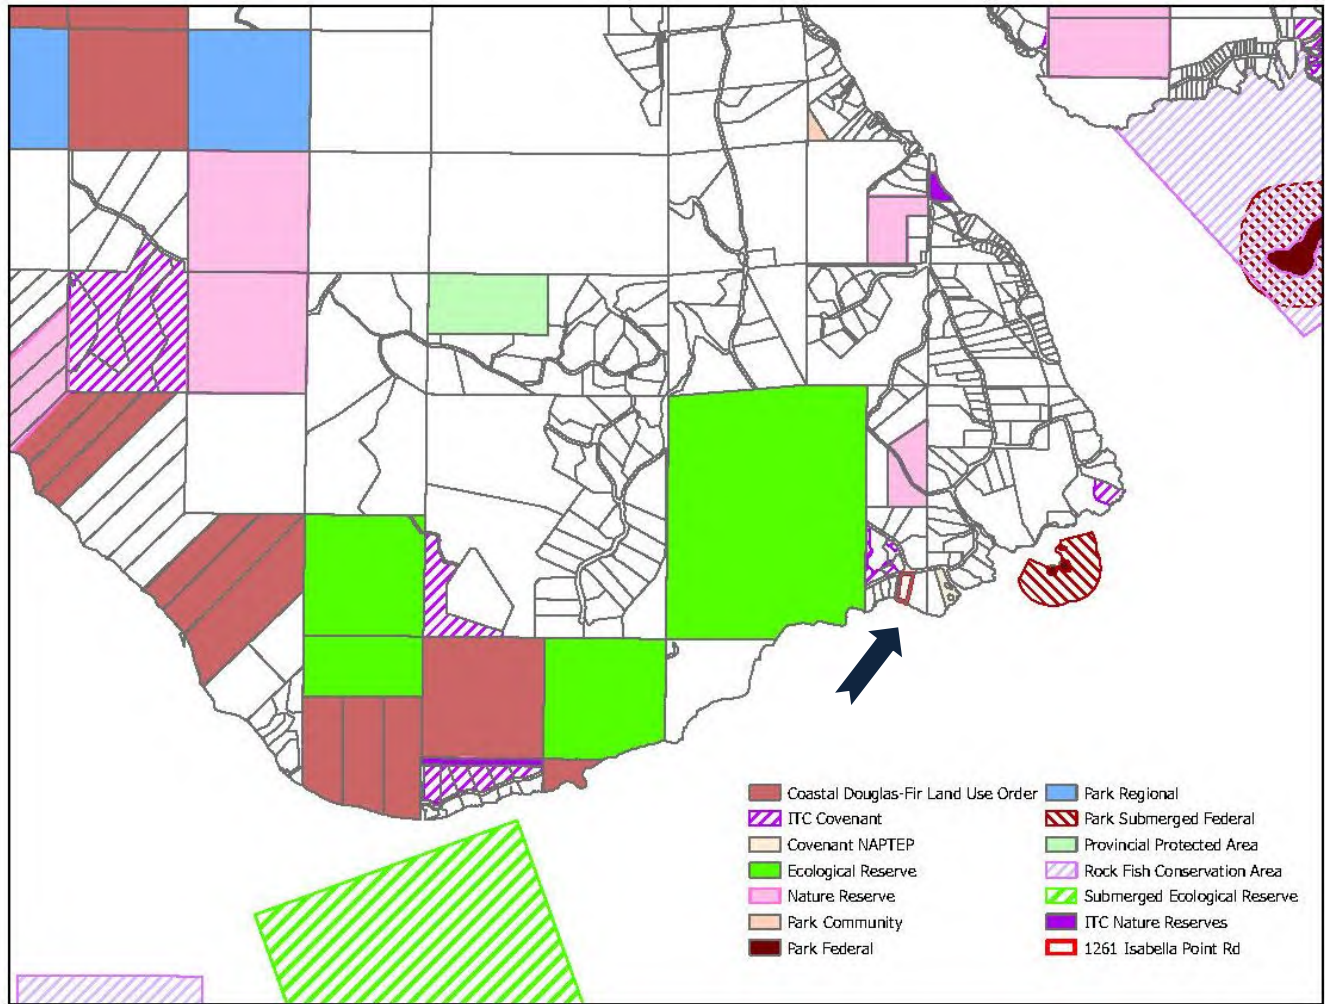 Coastal Douglas-Fir Land Use Order
ITC Covenant
Covenant NAPTEP
Ecological Reserve
Nature Reserve
Park Community
Park Federal
Park Regional
Park Submerged Federal
Provincial Protected Area
Rock Fish Conservation Area
Submerged Ecological Reserve
ITC Nature Reserves
1261 Isabella Point Rd